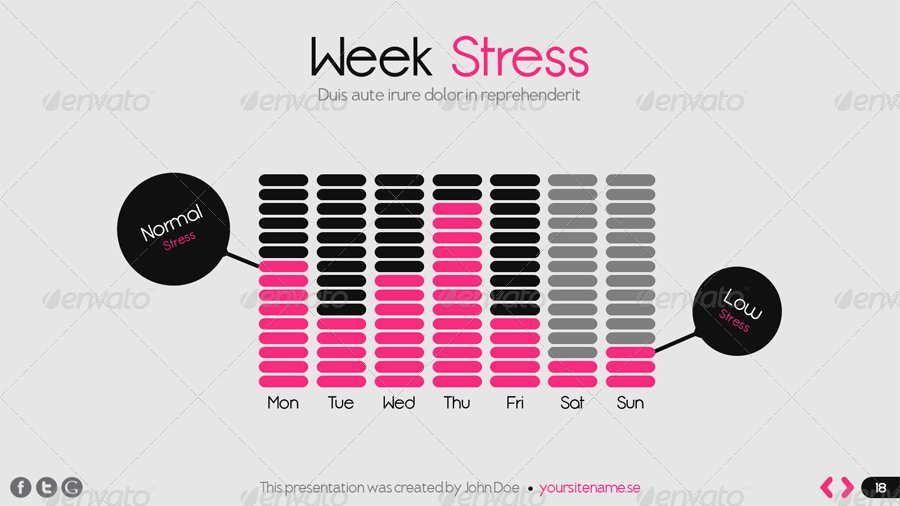 Week Stress
Duis aute irure dolor in reprehenderit
Normal
Stress
Low
Stress
Mon Tue Wed Thu Fri Sat Sun
This presentation was created by John Doe • yoursitename.se
18
envato